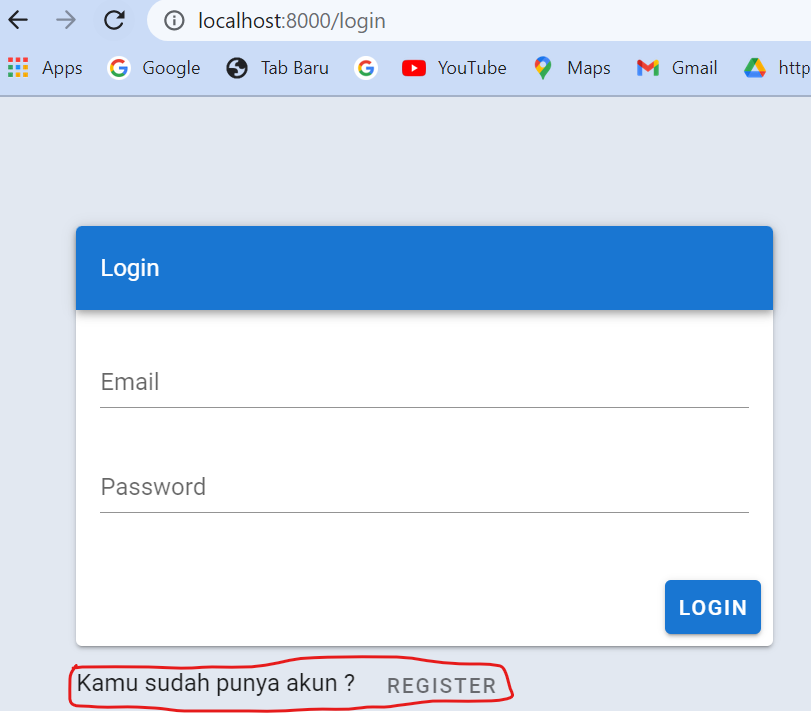 localhost:8000/login
Apps Google Tab Baru YouTube Maps Gmail http
Login
Email
Password
LOGIN
Kamu sudah punya akun ? REGISTER